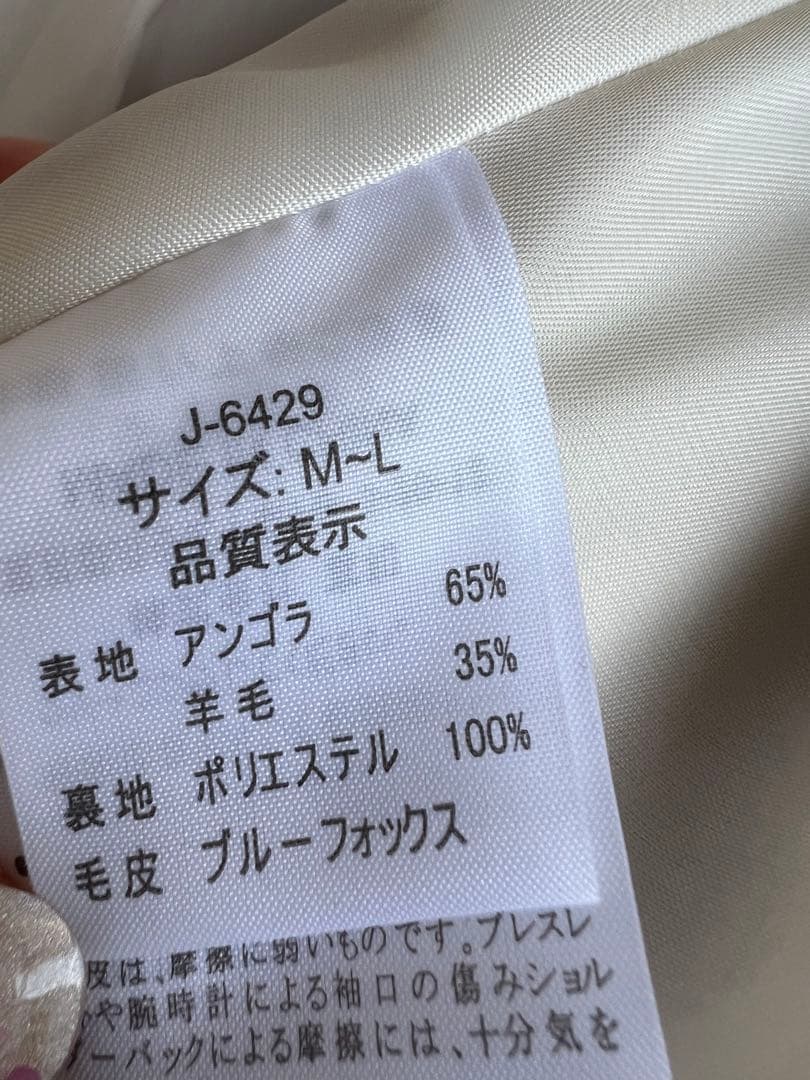 J-6429
サイズ: M~L
品質表示
表地 アンゴラ 65%
羊毛 35%
裏地 ポリエステル 100%
毛皮 ブルーフォックス
皮は、摩擦に弱いものです。ブレスレ
や腕時計による袖口の傷みショル
ーバックによる摩擦には、十分気を